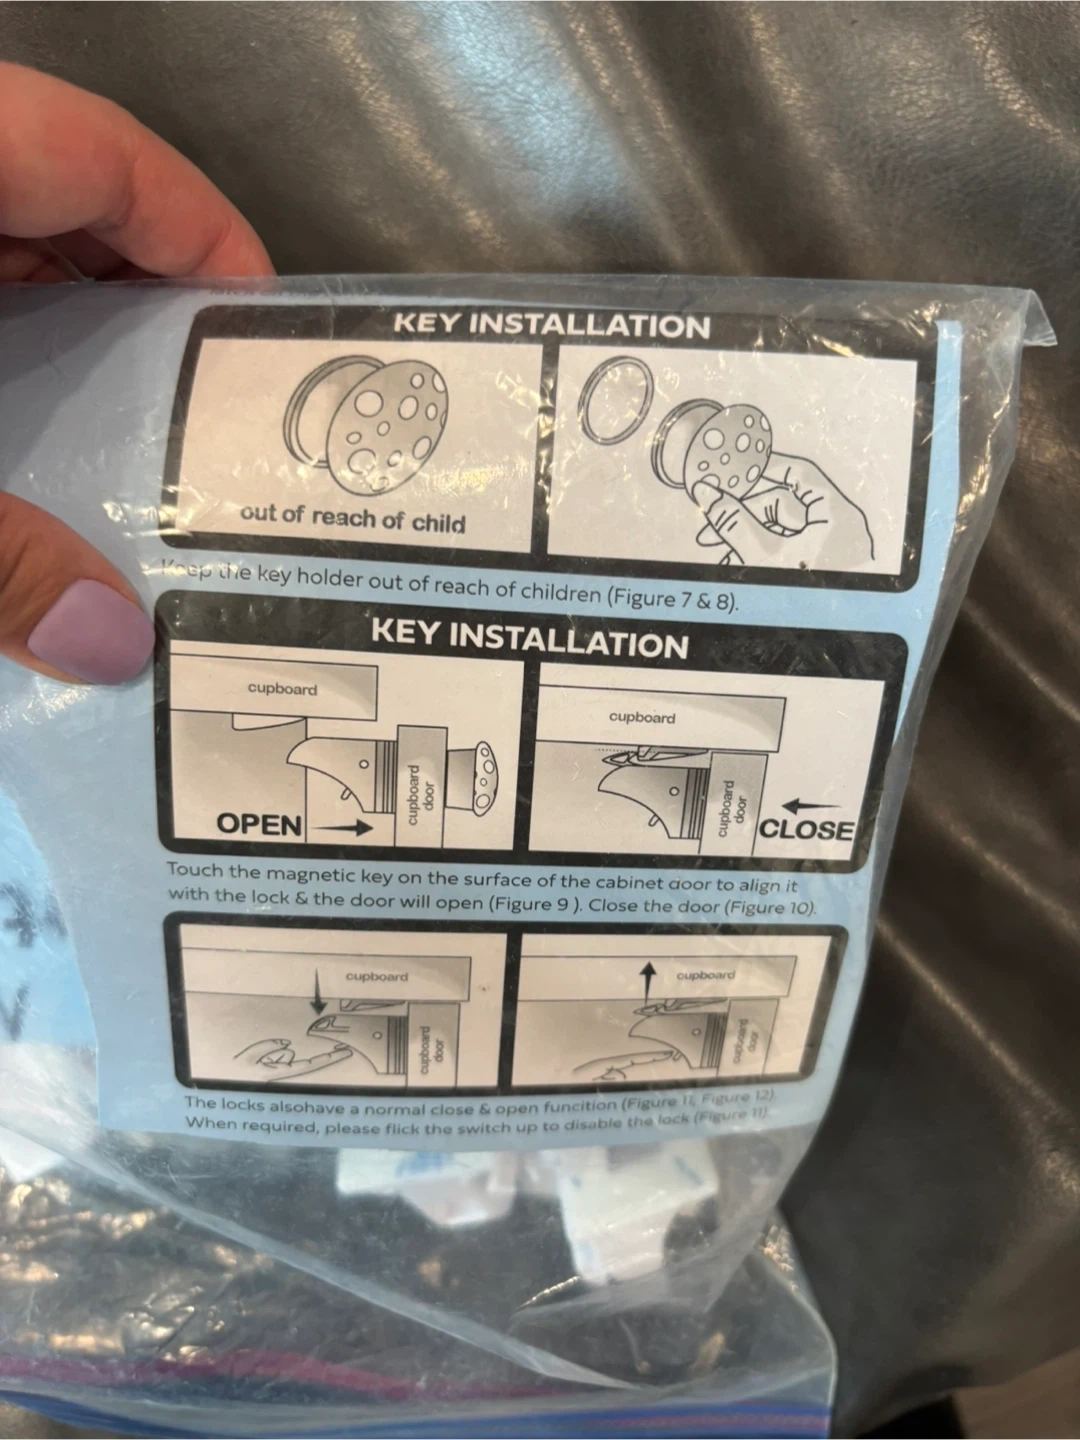 KEY INSTALLATION
out of reach of child
Keep the key holder out of reach of children (Figure 7 & 8).
KEY INSTALLATION
cupboard
cupboard door
OPEN
cupboard
cupboard door
CLOSE
Touch the magnetic key on the surface of the cabinet door to align it
with the lock & the door will open (Figure 9 ). Close the door (Figure 10).
cupboard
cupboard door
cupboard
cupboard door
The locks alsohave a normal close & open funcition (Figure 11, Figure 12)
When required, please flick the switch up to disable the lock (Figure 11)